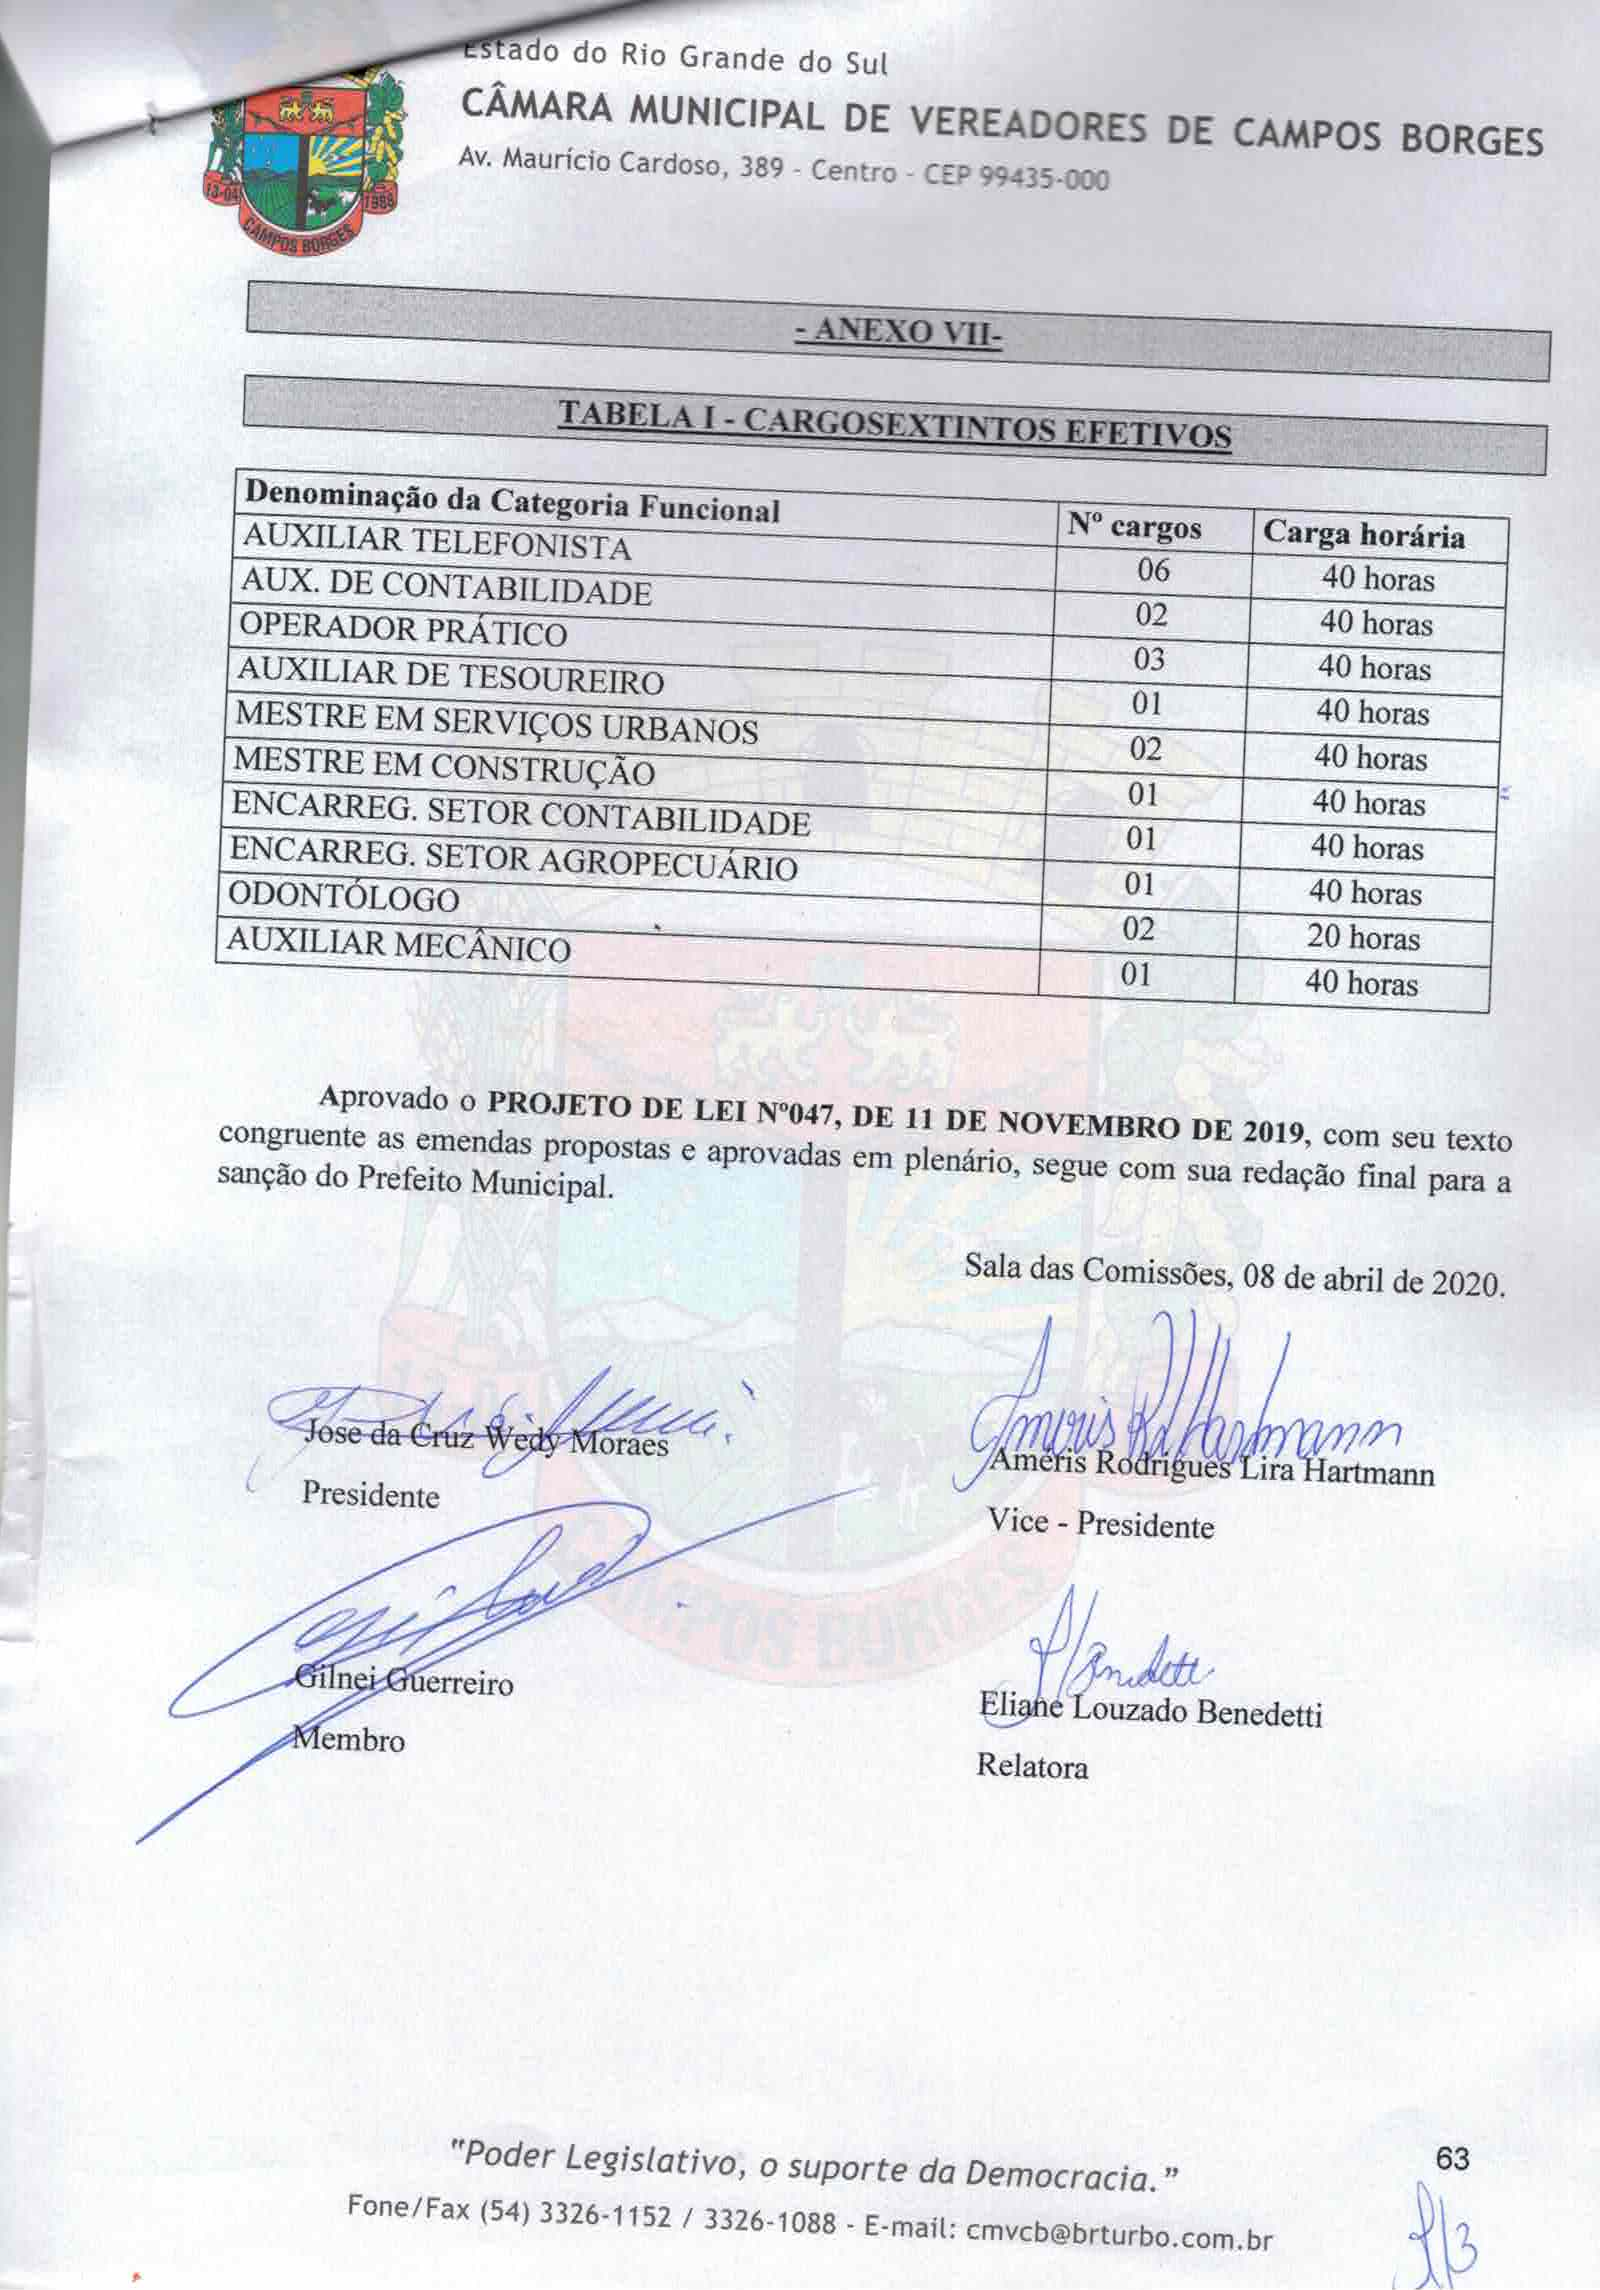 Estado do Rio Grande do Sul
CÂMARA MUNICIPAL DE VEREADORES DE CAMPOS BORGES
Av. Maurício Cardoso, 389 - Centro - CEP 99435-000
13-04 1988
CAMPOS BORGES
- ANEXO VII-
TABELA I - CARGOSEXTINTOS EFETIVOS
Denominação da Categoria Funcional Nº cargos Carga horária
AUXILIAR TELEFONISTA 06 40 horas
AUX. DE CONTABILIDADE 02 40 horas
OPERADOR PRÁTICO 03 40 horas
AUXILIAR DE TESOUREIRO 01 40 horas
MESTRE EM SERVIÇOS URBANOS 02 40 horas
MESTRE EM CONSTRUÇÃO 01 40 horas
ENCARREG. SETOR CONTABILIDADE 01 40 horas
ENCARREG. SETOR AGROPECUÁRIO 01 40 horas
ODONTÓLOGO 02 20 horas
AUXILIAR MECÂNICO 01 40 horas
Aprovado o PROJETO DE LEI Nº047, DE 11 DE NOVEMBRO DE 2019, com seu texto
congruente as emendas propostas e aprovadas em plenário, segue com sua redação final para a
sanção do Prefeito Municipal.
Sala das Comissões, 08 de abril de 2020.
Jose da Cruz Wedy Moraes
Presidente
Améris R. L. Hartmann
Améris Rodrigues Lira Hartmann
Vice - Presidente
Gilnei Guerreiro
Membro
Benedetti
Eliane Louzado Benedetti
Relatora
CAMPOS BORGES
"Poder Legislativo, o suporte da Democracia."
63
Fone/Fax (54) 3326-1152 / 3326-1088 - E-mail: cmvcb@brturbo.com.br